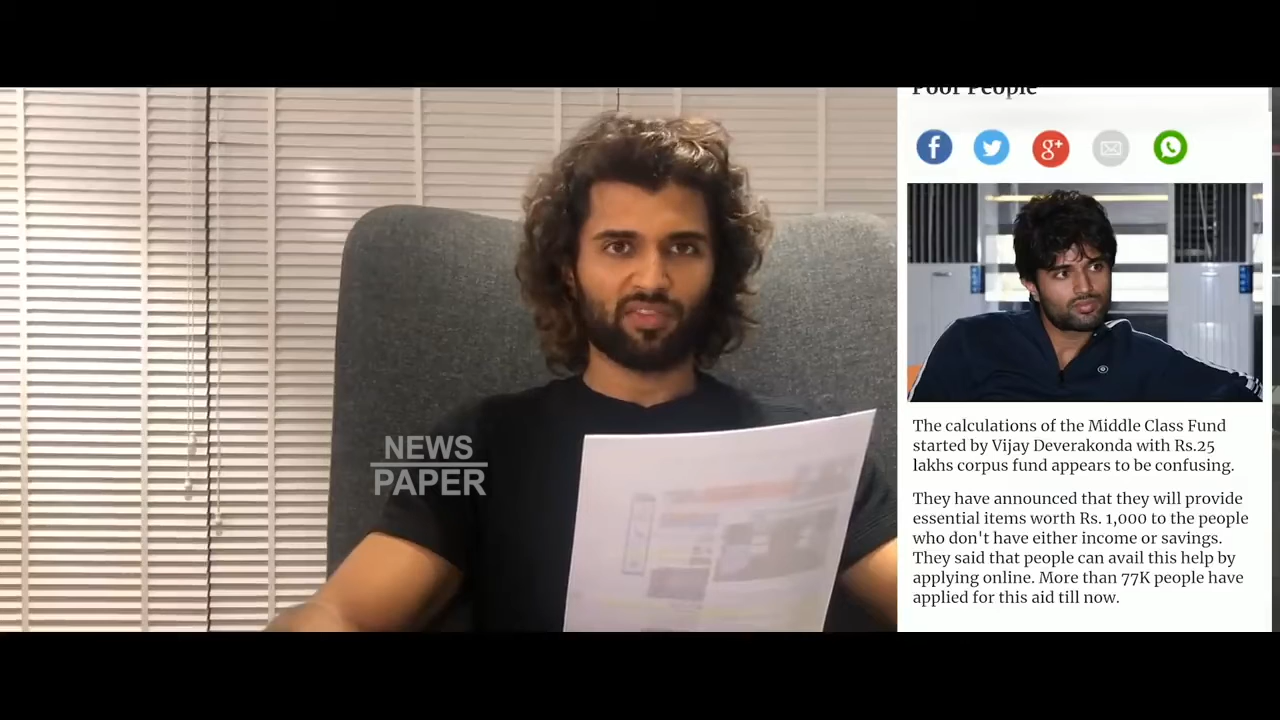 Poor People
NEWS
PAPER
The calculations of the Middle Class Fund
started by Vijay Deverakonda with Rs.25
lakhs corpus fund appears to be confusing.
They have announced that they will provide
essential items worth Rs. 1,000 to the people
who don't have either income or savings.
They said that people can avail this help by
applying online. More than 77K people have
applied for this aid till now.